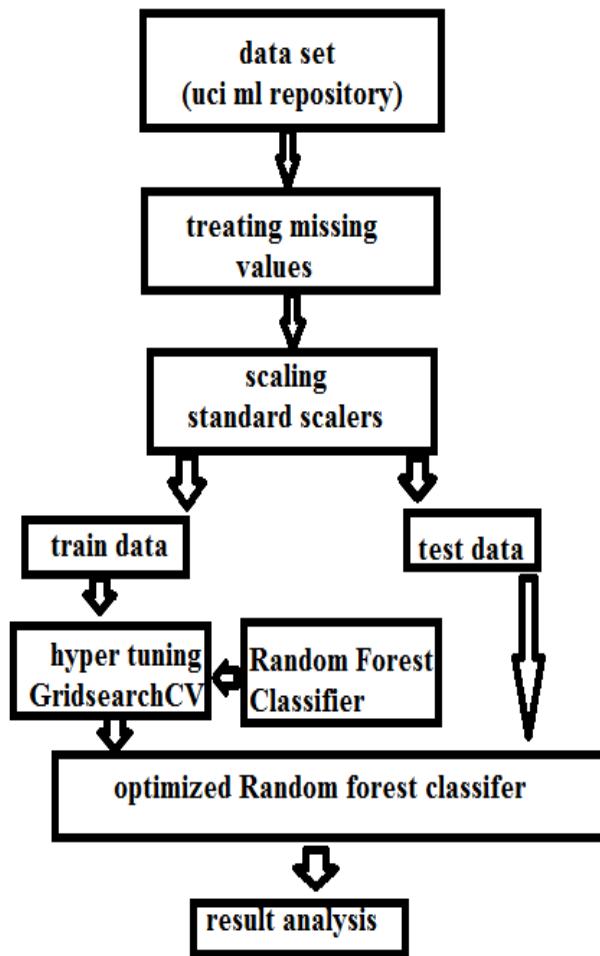 data set
(uci ml repository)
treating missing
values
scaling
standard scalers
train data
test data
hyper tuning
GridsearchCV
Random Forest
Classifier
optimized Random forest classifer
result analysis